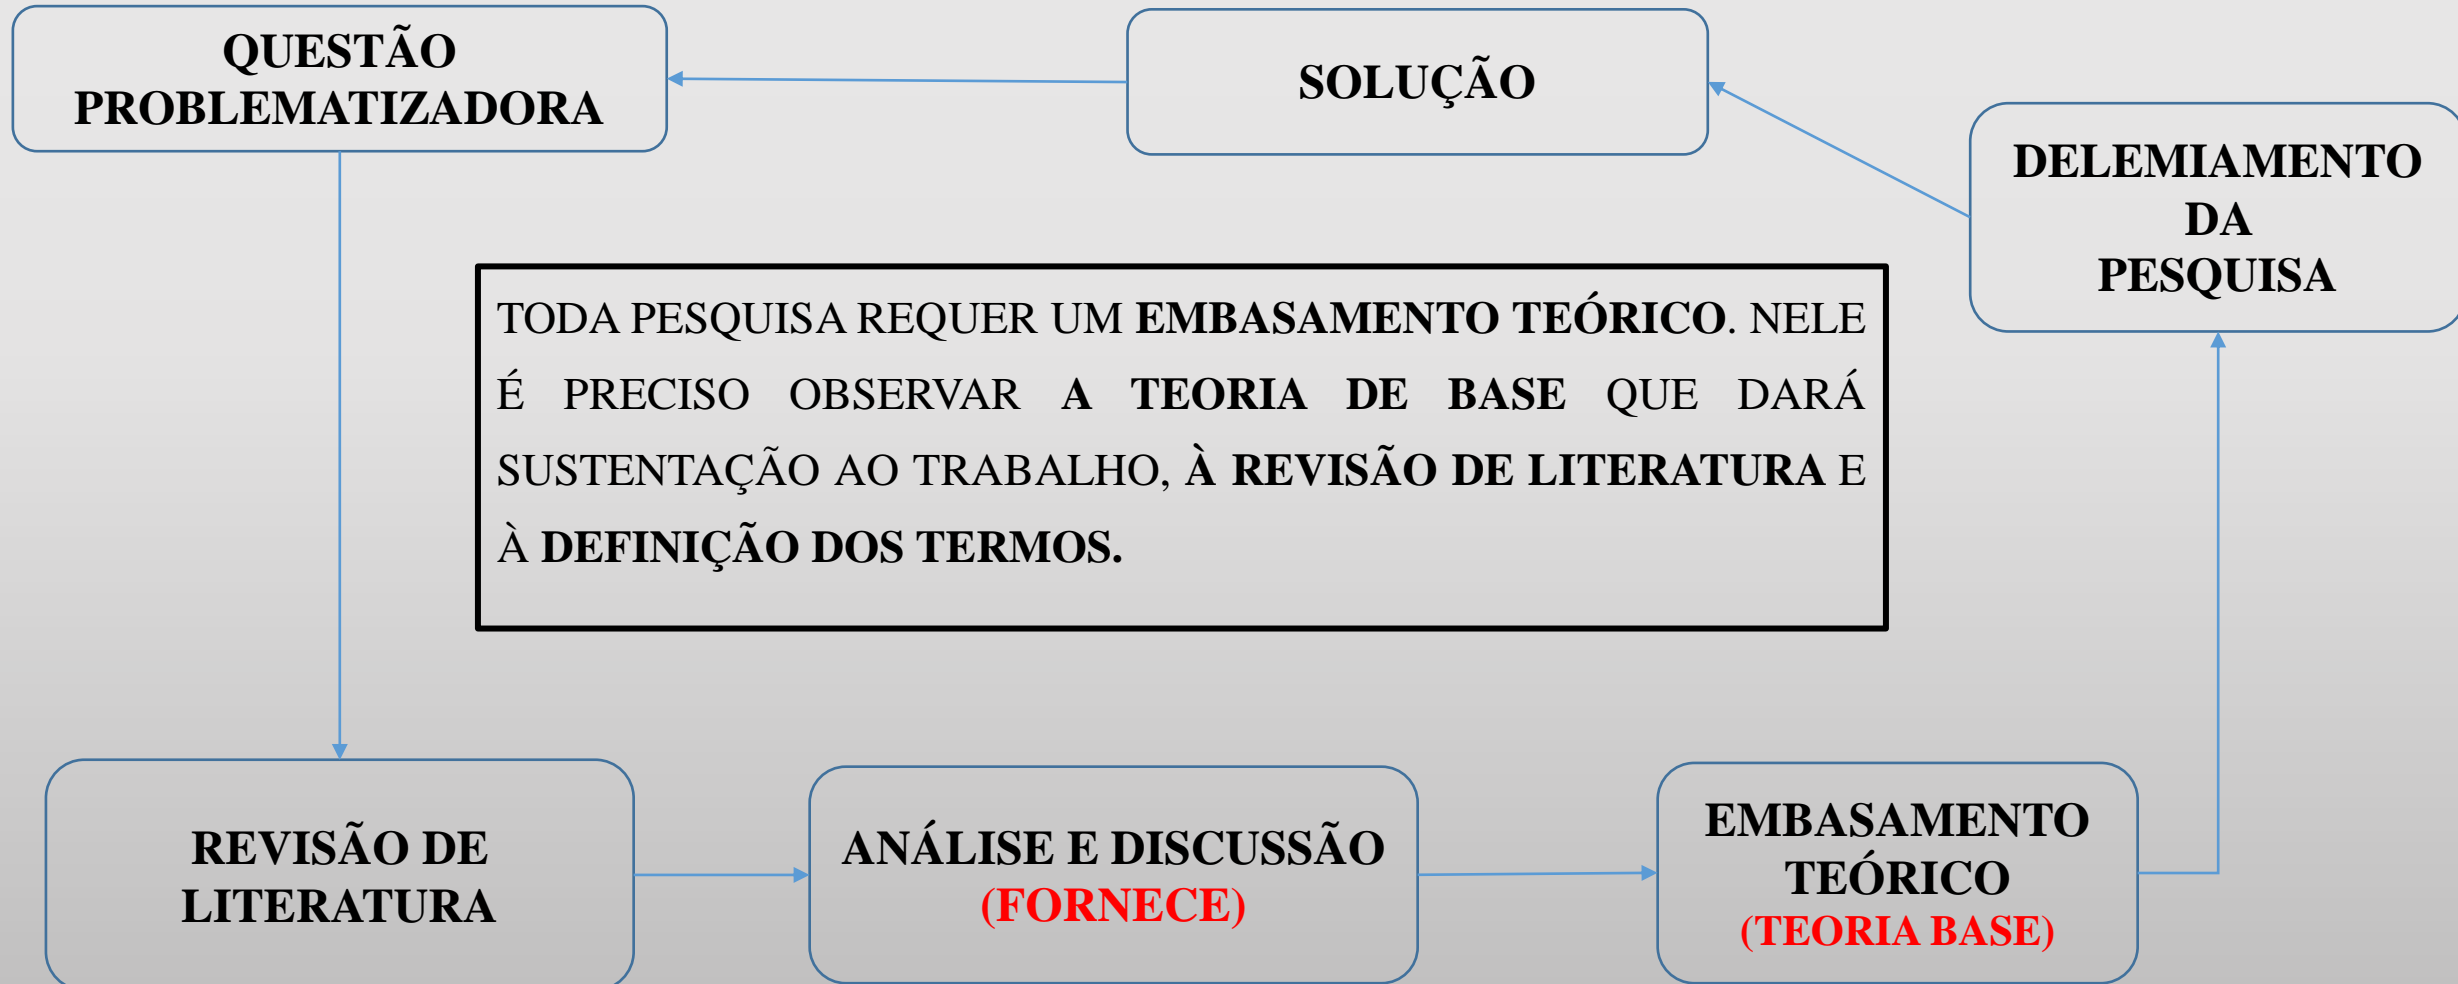 QUESTÃO
PROBLEMATIZADORA
SOLUÇÃO
DELEMIAMENTO
DA
PESQUISA
TODA PESQUISA REQUER UM EMBASAMENTO TEÓRICO. NELE
É PRECISO OBSERVAR A TEORIA DE BASE QUE DARÁ
SUSTENTAÇÃO AO TRABALHO, À REVISÃO DE LITERATURA E
À DEFINIÇÃO DOS TERMOS.
REVISÃO DE
LITERATURA
ANÁLISE E DISCUSSÃO
(FORNECE)
EMBASAMENTO
TEÓRICO
(TEORIA BASE)